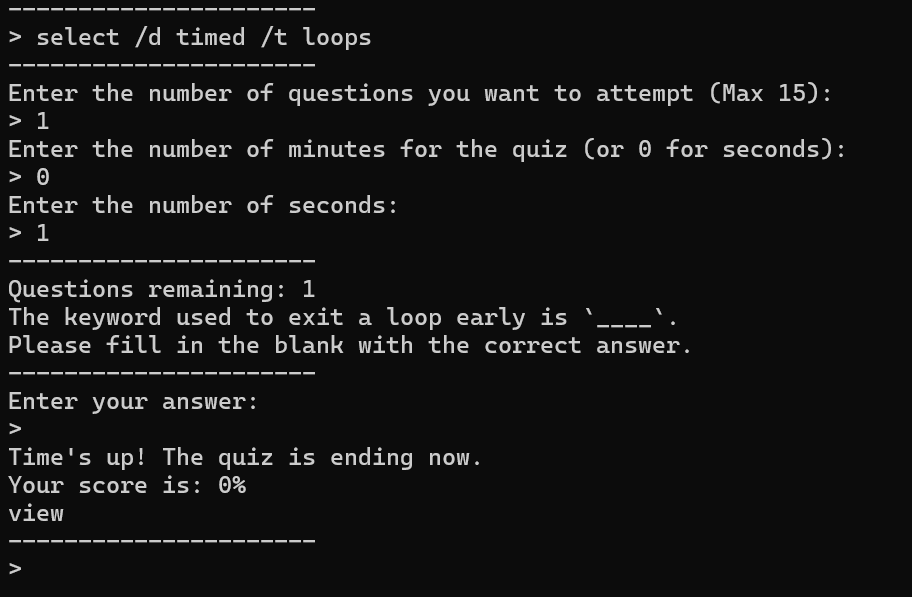 ----------------------
> select /d timed /t loops
----------------------
Enter the number of questions you want to attempt (Max 15):
> 1
Enter the number of minutes for the quiz (or 0 for seconds):
> 0
Enter the number of seconds:
> 1
----------------------
Questions remaining: 1
The keyword used to exit a loop early is `____`.
Please fill in the blank with the correct answer.
----------------------
Enter your answer:
>
Time's up! The quiz is ending now.
Your score is: 0%
view
----------------------
>